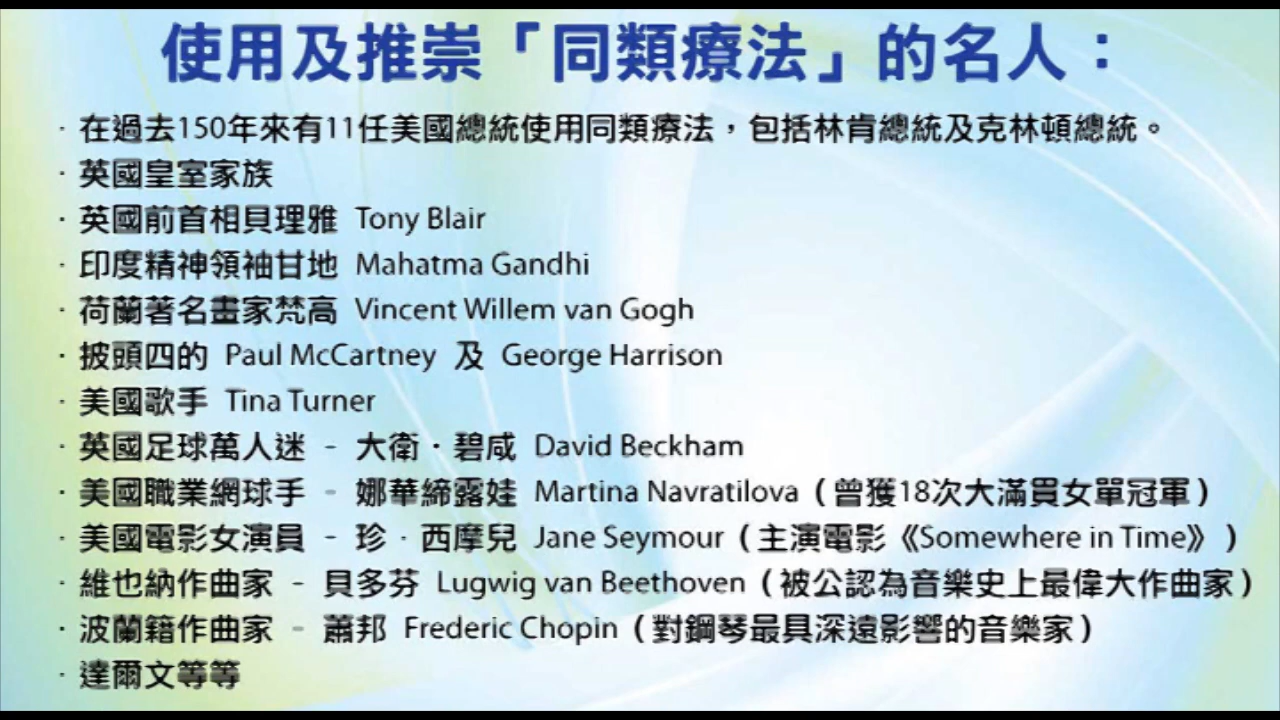 使用及推崇「同類療法」的名人：
· 在過去150年來有11任美國總統使用同類療法，包括林肯總統及克林頓總統。
· 英國皇室家族
· 英國前首相貝理雅 Tony Blair
· 印度精神領袖甘地 Mahatma Gandhi
· 荷蘭著名畫家梵高 Vincent Willem van Gogh
· 披頭四的 Paul McCartney 及 George Harrison
· 美國歌手 Tina Turner
· 英國足球萬人迷 - 大衛·碧咸 David Beckham
· 美國職業網球手 - 娜華締露娃 Martina Navratilova（曾獲18次大滿貫女單冠軍）
· 美國電影女演員 - 珍·西摩兒 Jane Seymour（主演電影《Somewhere in Time》）
· 維也納作曲家 - 貝多芬 Lugwig van Beethoven（被公認為音樂史上最偉大作曲家）
· 波蘭籍作曲家 - 蕭邦 Frederic Chopin（對鋼琴最具深遠影響的音樂家）
· 達爾文等等